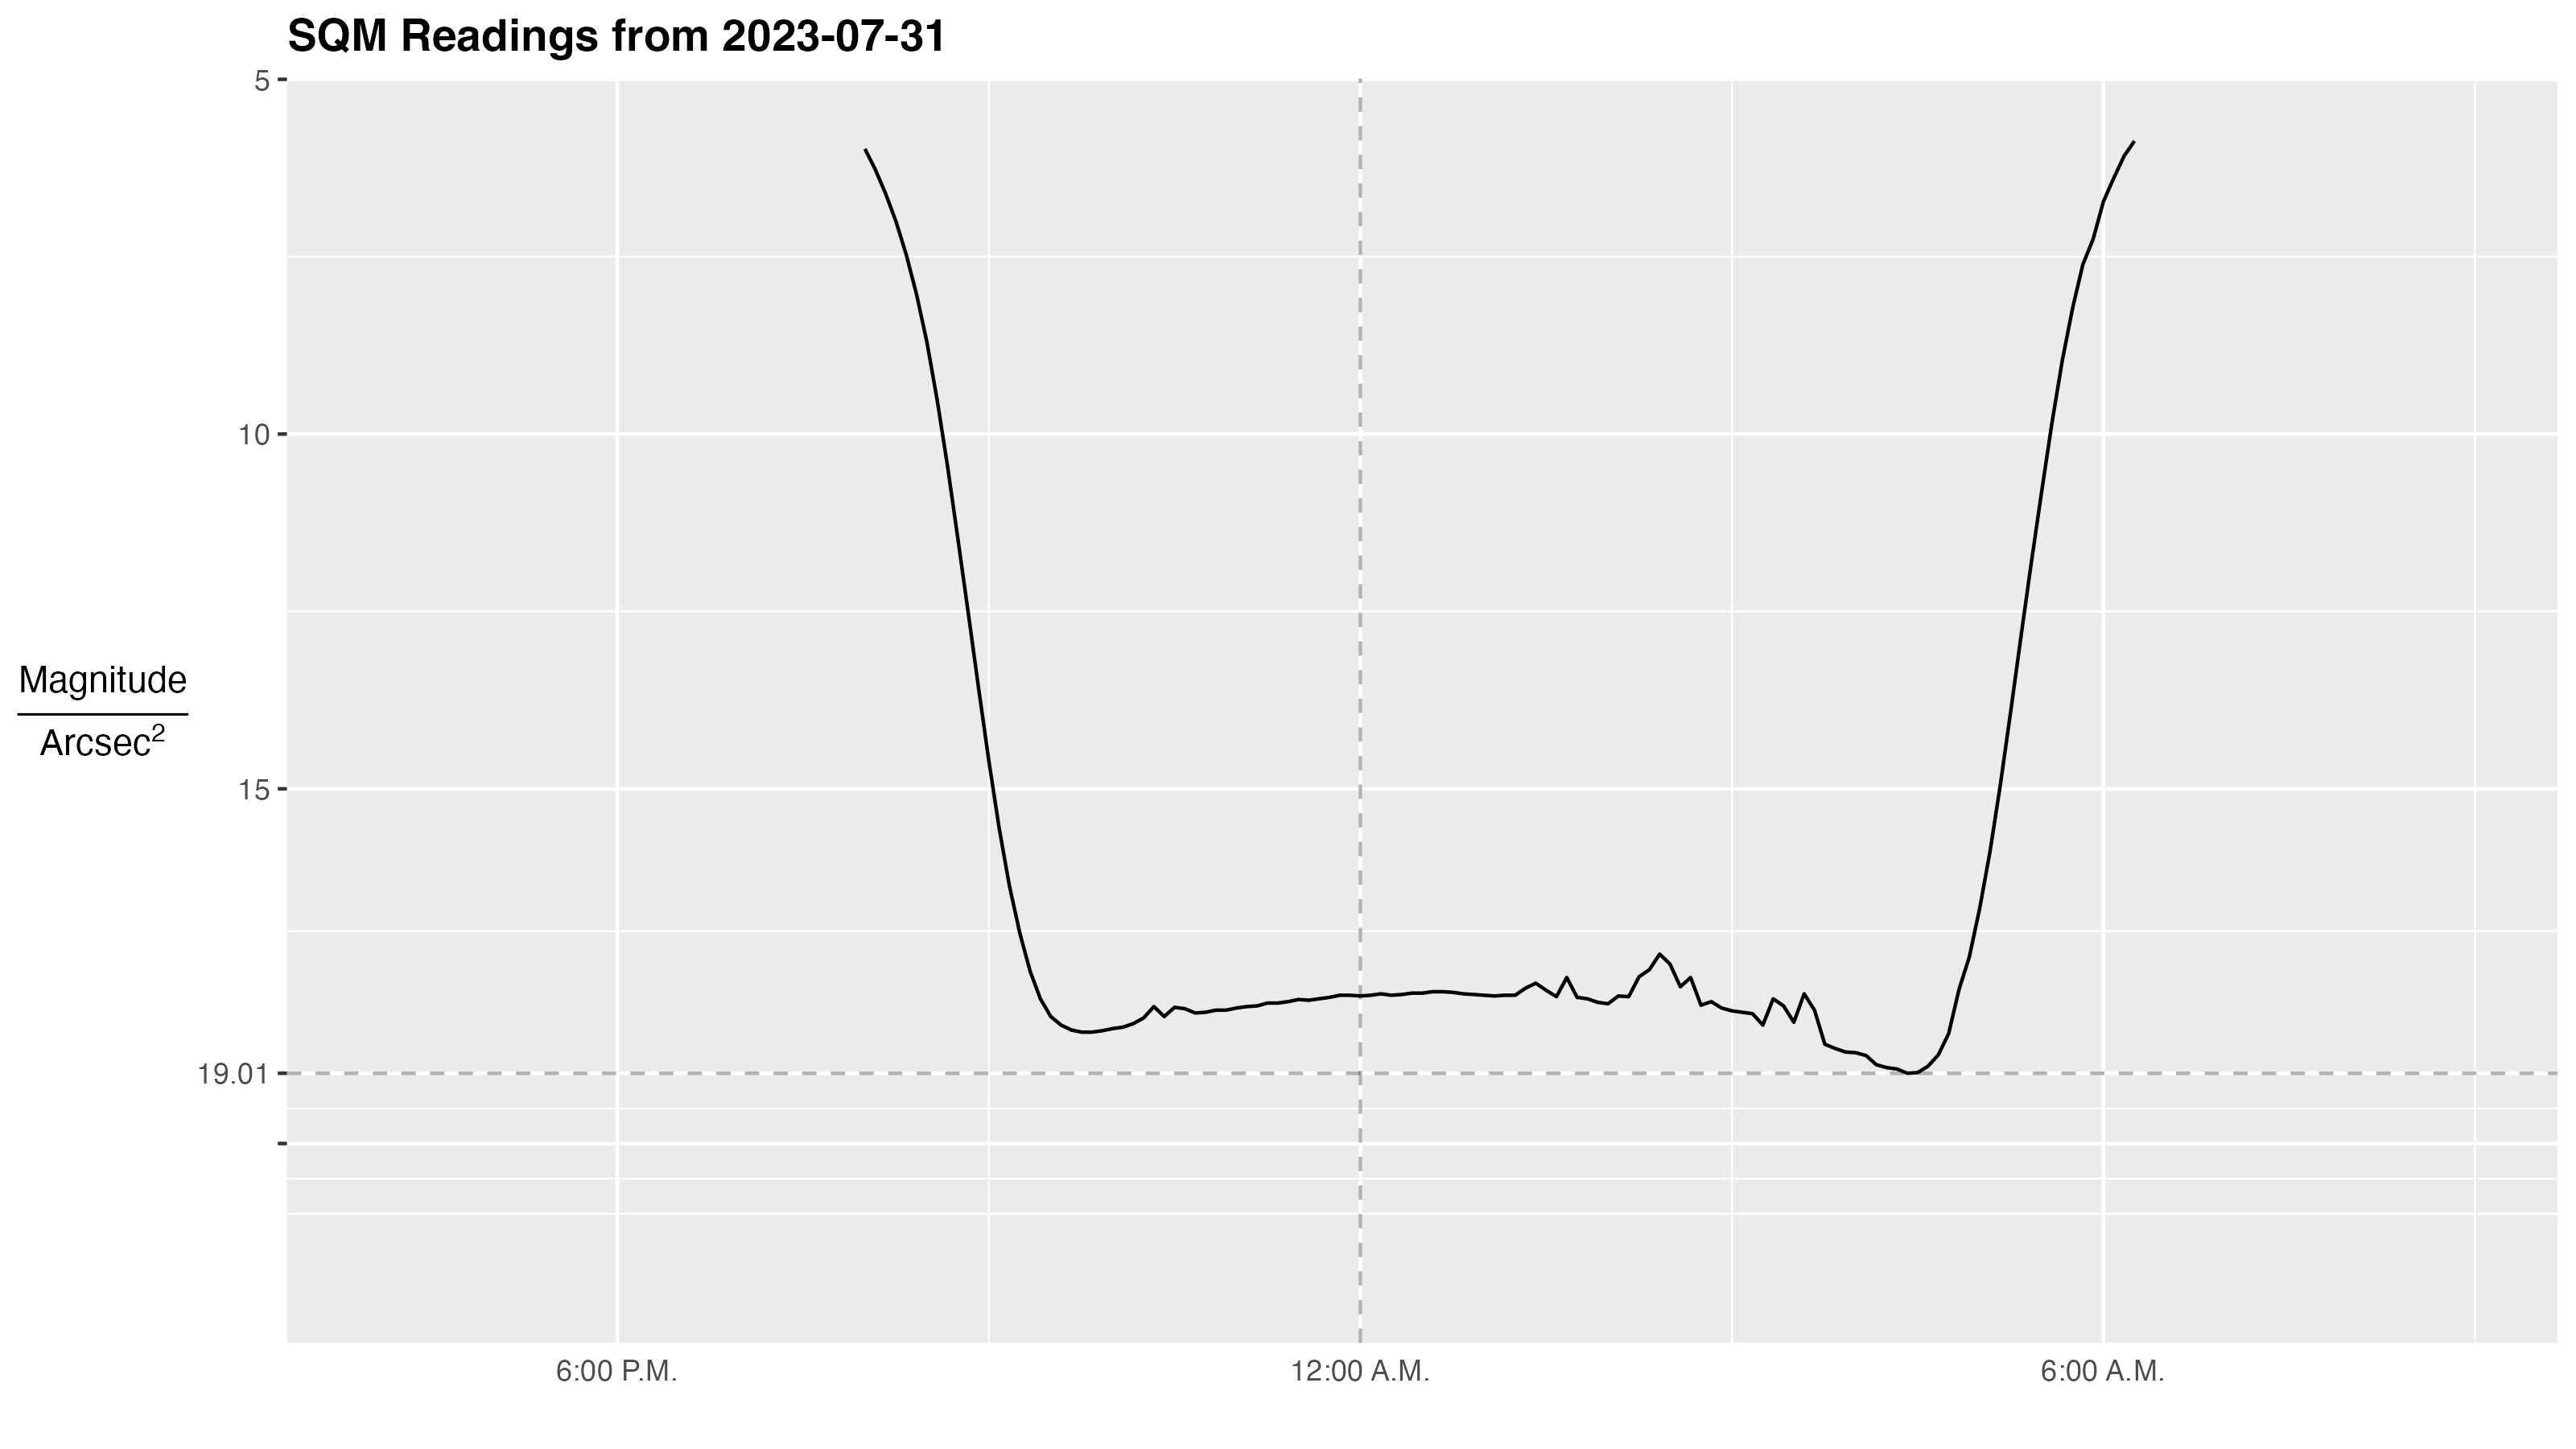 SQM Readings from 2023-07-31
5
10
15
19.01
Magnitude
Arcsec²
6:00 P.M.
12:00 A.M.
6:00 A.M.